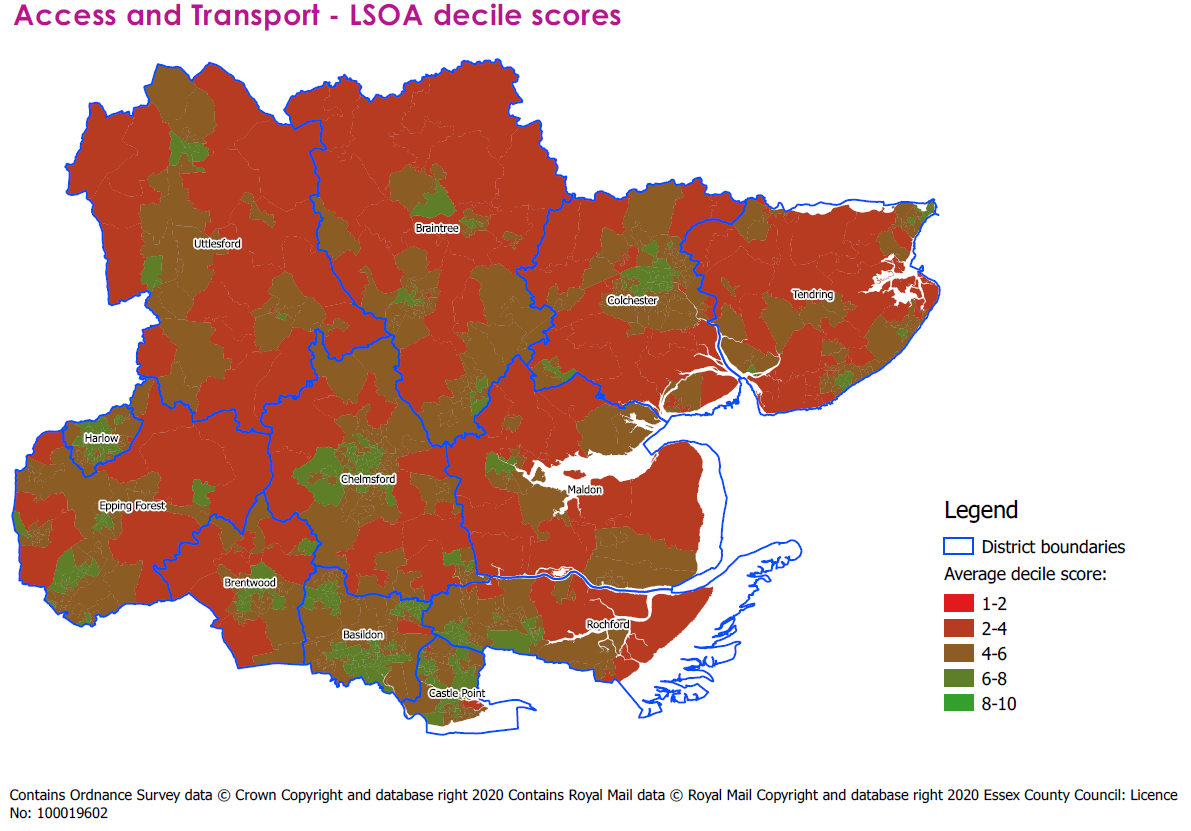 Access and Transport - LSOA decile scores
Braintree
Uttlesford
Tendring
Colchester
Harlow
Chelmsford
Maldon
Epping Forest
Brentwood
Rochford
Basildon
Castle Point
Legend
District boundaries
Average decile score:
1-2
2-4
4-6
6-8
8-10
Contains Ordnance Survey data © Crown Copyright and database right 2020 Contains Royal Mail data © Royal Mail Copyright and database right 2020 Essex County Council: Licence
No: 100019602